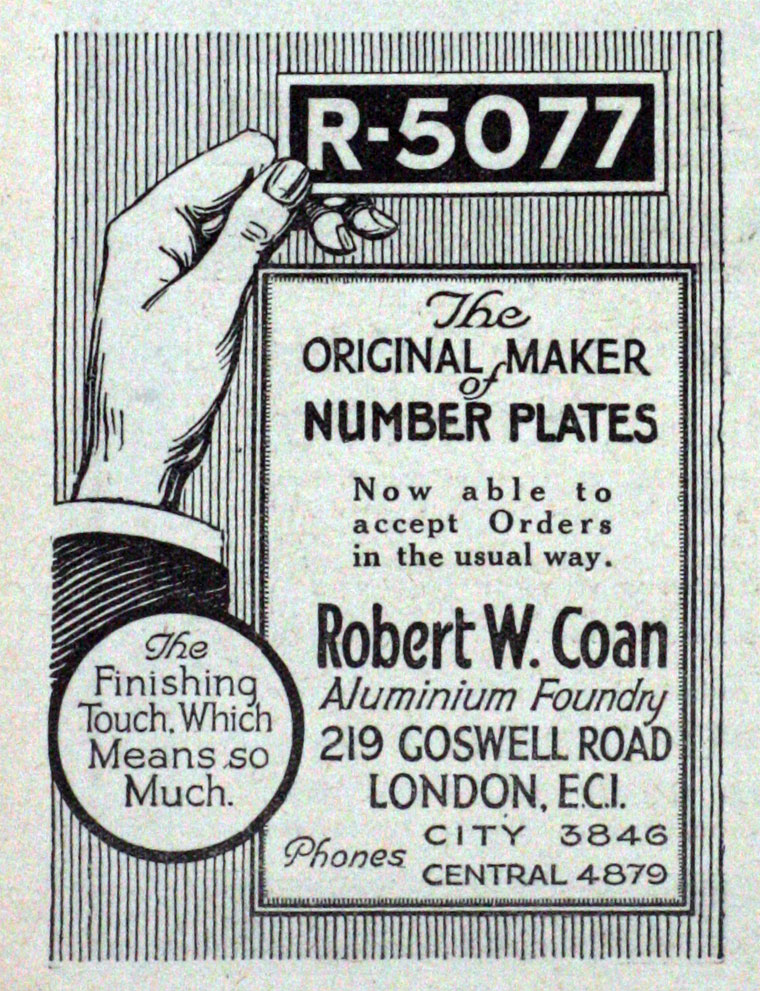 R-5077
The
ORIGINAL MAKER
of
NUMBER PLATES
Now able to
accept Orders
in the usual way.
Robert W. Coan
Aluminium Foundry
219 GOSWELL ROAD
LONDON, E.C.1.
Phones CITY 3846
CENTRAL 4879
The
Finishing
Touch, Which
Means so
Much.